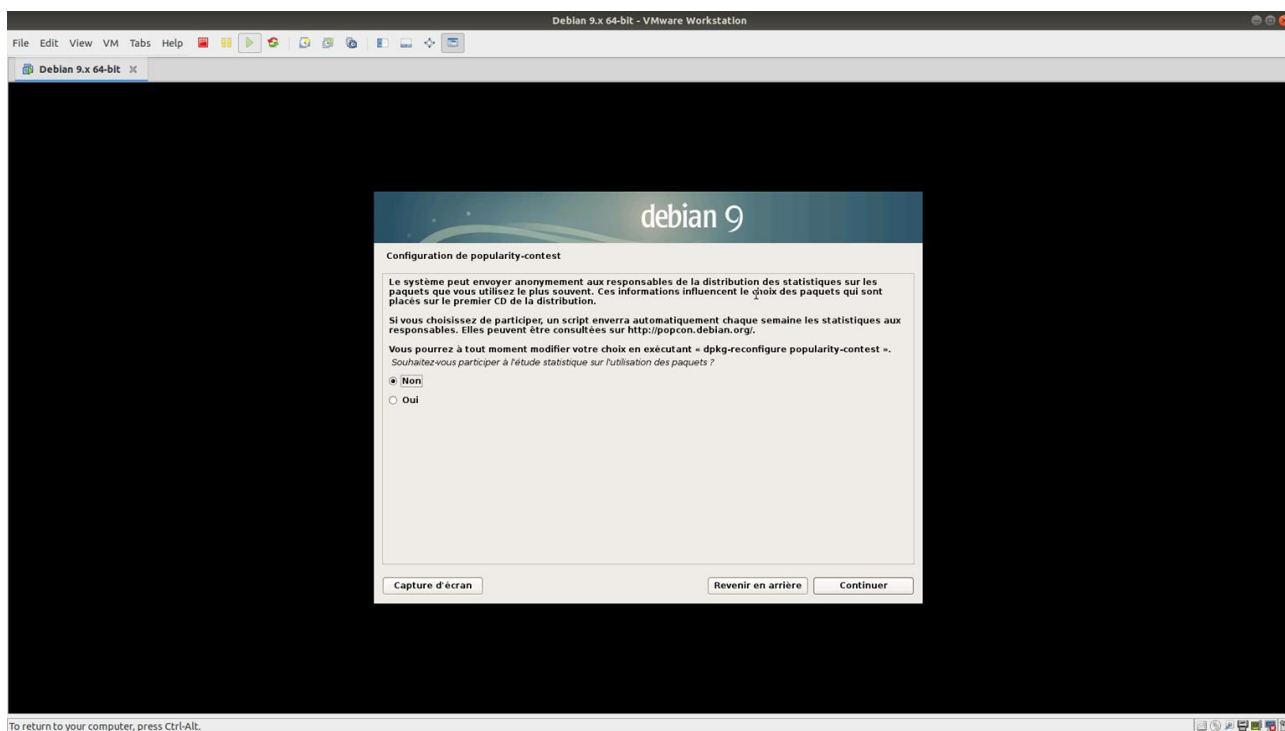 Debian 9.x 64-bit - VMware Workstation
File Edit View VM Tabs Help
Debian 9.x 64-bit
debian 9
Configuration de popularity-contest
Le système peut envoyer anonymement aux responsables de la distribution des statistiques sur les
paquets que vous utilisez le plus souvent. Ces informations influencent le choix des paquets qui sont
placés sur le premier CD de la distribution.
Si vous choisissez de participer, un script enverra automatiquement chaque semaine les statistiques aux
responsables. Elles peuvent être consultées sur http://popcon.debian.org/.
Vous pourrez à tout moment modifier votre choix en exécutant « dpkg-reconfigure popularity-contest ».
Souhaitez-vous participer à l'étude statistique sur l'utilisation des paquets ?
Non
Oui
Capture d'écran Revenir en arrière Continuer
To return to your computer, press Ctrl-Alt.